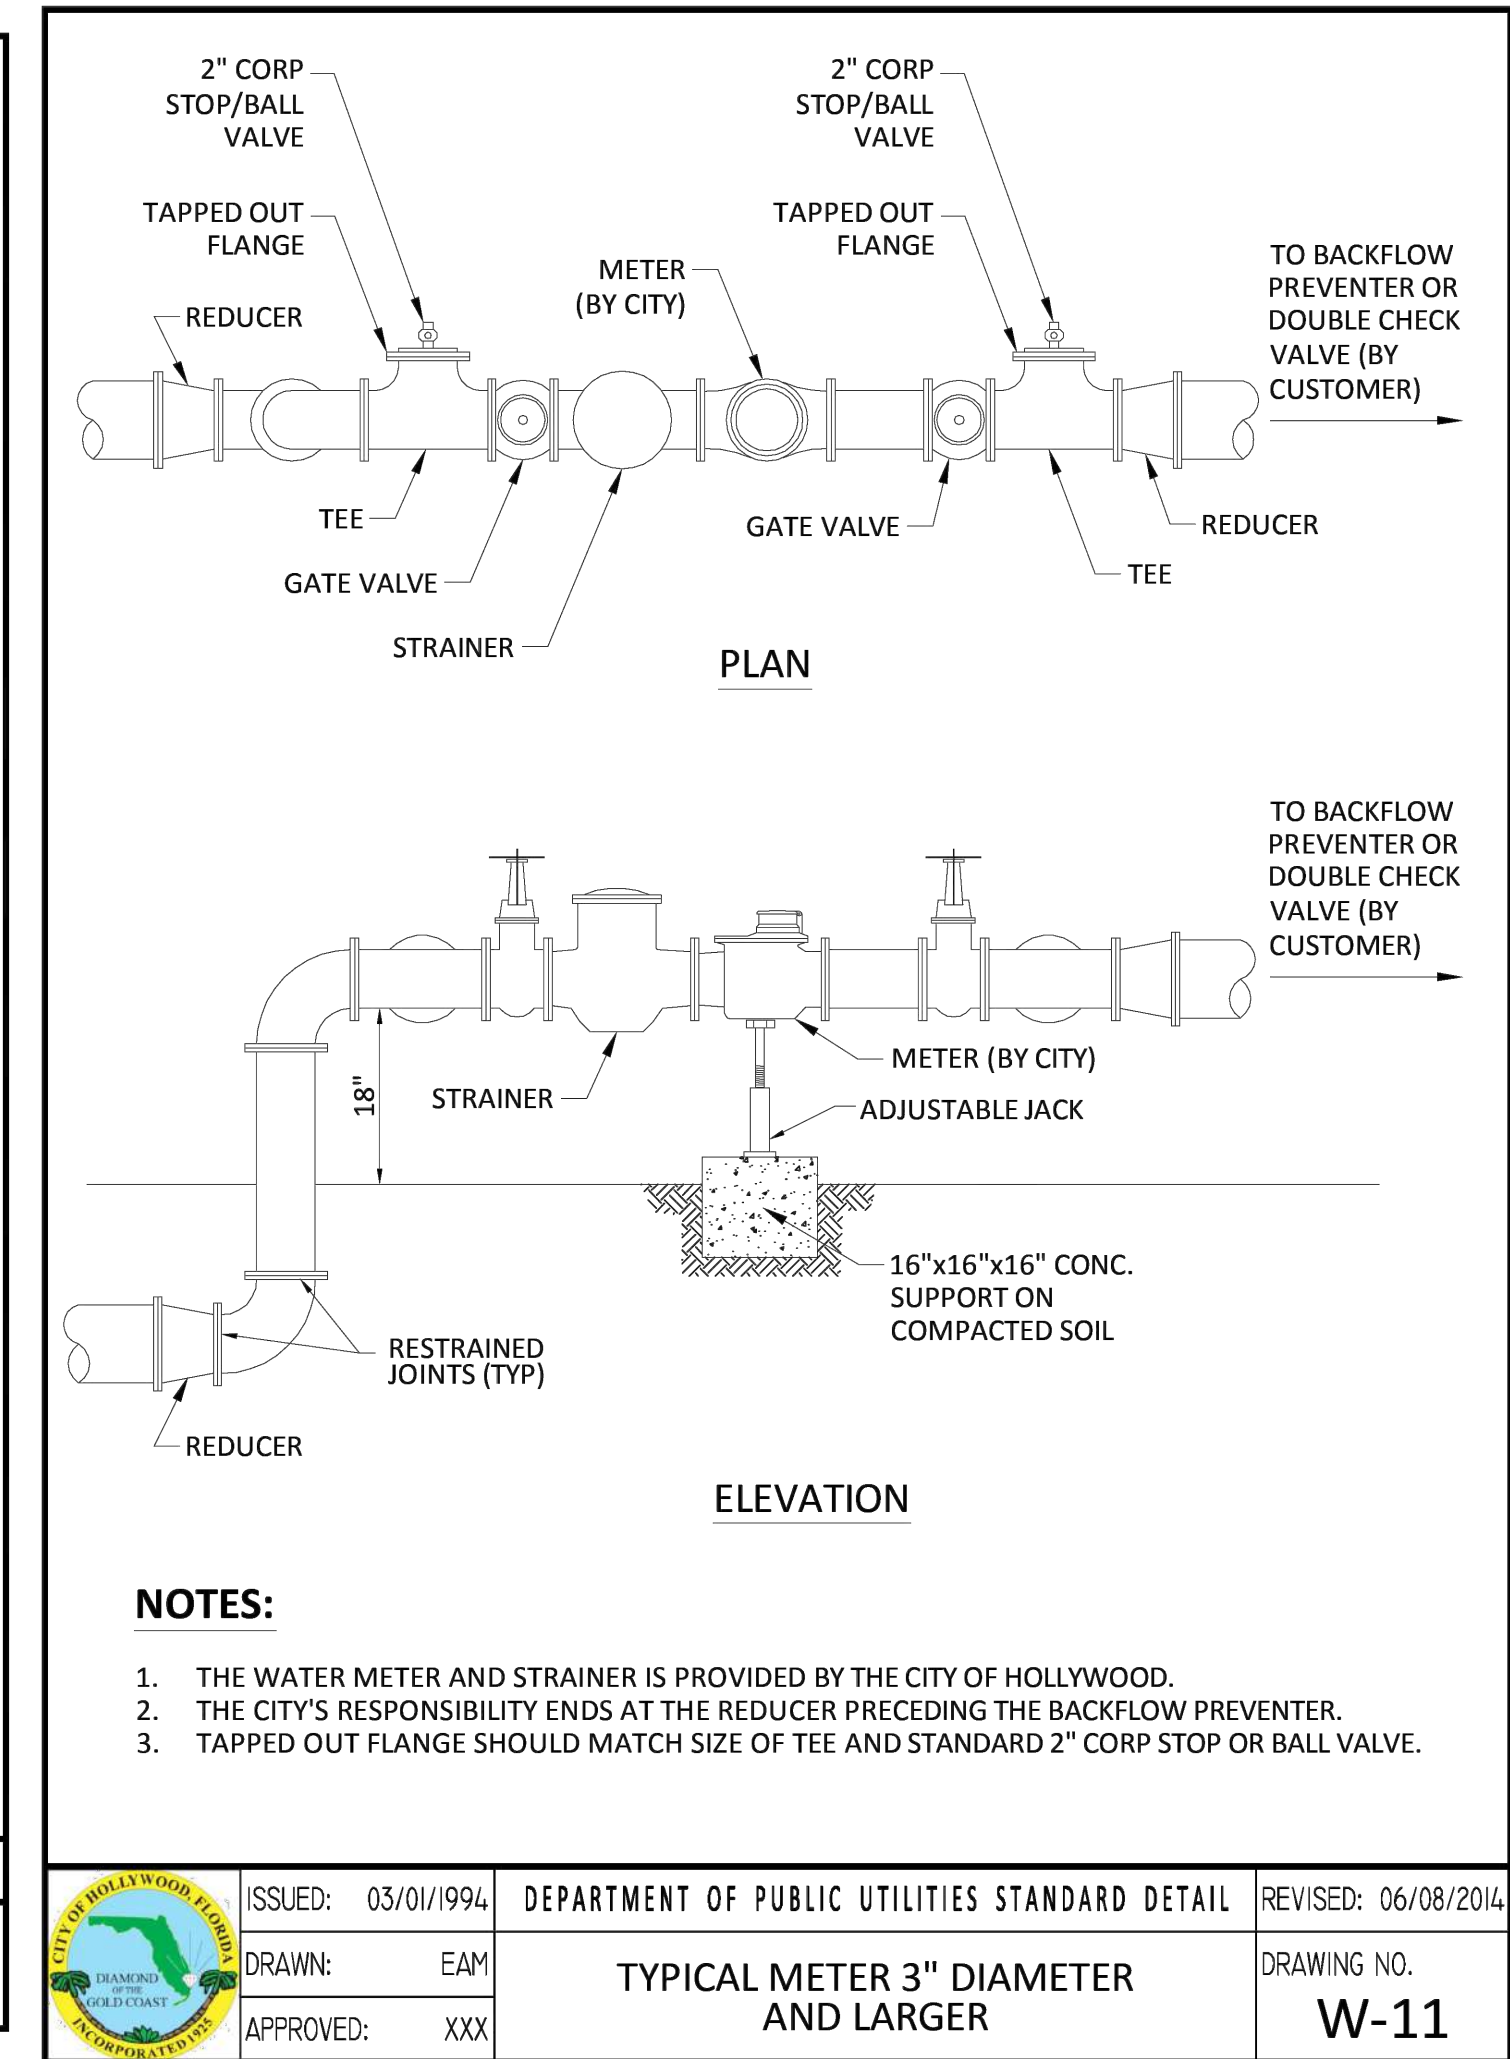 2" CORP
STOP/BALL
VALVE
TAPPED OUT
FLANGE
REDUCER
METER
(BY CITY)
2" CORP
STOP/BALL
VALVE
TAPPED OUT
FLANGE
TO BACKFLOW
PREVENTER OR
DOUBLE CHECK
VALVE (BY
CUSTOMER)
TEE
GATE VALVE
STRAINER
GATE VALVE
REDUCER
TEE
PLAN
TO BACKFLOW
PREVENTER OR
DOUBLE CHECK
VALVE (BY
CUSTOMER)
18"
STRAINER
METER (BY CITY)
ADJUSTABLE JACK
16"x16"x16" CONC.
SUPPORT ON
COMPACTED SOIL
RESTRAINED
JOINTS (TYP)
REDUCER
ELEVATION
NOTES:
1. THE WATER METER AND STRAINER IS PROVIDED BY THE CITY OF HOLLYWOOD.
2. THE CITY'S RESPONSIBILITY ENDS AT THE REDUCER PRECEDING THE BACKFLOW PREVENTER.
3. TAPPED OUT FLANGE SHOULD MATCH SIZE OF TEE AND STANDARD 2" CORP STOP OR BALL VALVE.
CITY OF HOLLYWOOD, FLORIDA
DIAMOND
OF THE
GOLD COAST
INCORPORATED 1925
ISSUED: 03/01/1994
DRAWN: EAM
APPROVED: XXX
DEPARTMENT OF PUBLIC UTILITIES STANDARD DETAIL
TYPICAL METER 3" DIAMETER
AND LARGER
REVISED: 06/08/2014
DRAWING NO.
W-11